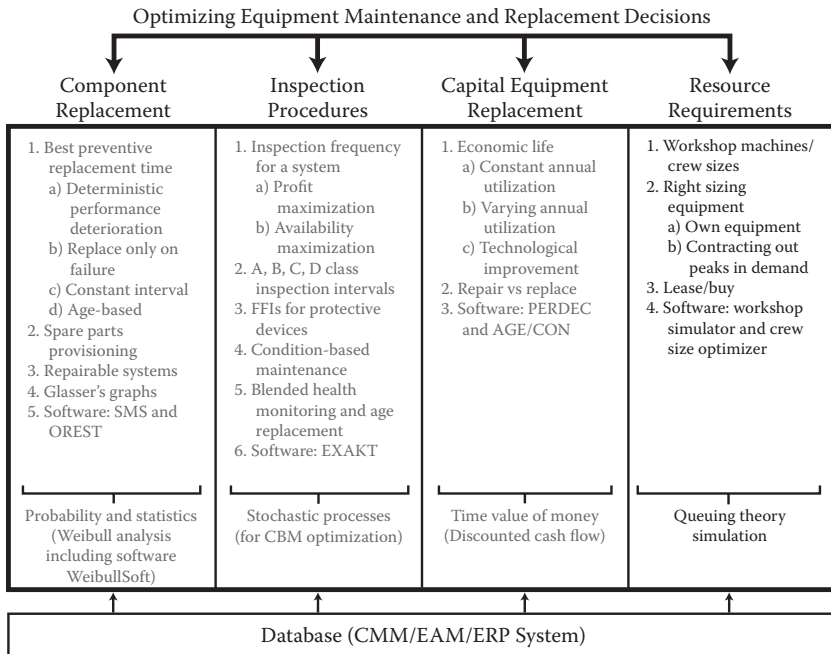 Optimizing Equipment Maintenance and Replacement Decisions
Component
Replacement
1. Best preventive
replacement time
a) Deterministic
performance
deterioration
b) Replace only on
failure
c) Constant interval
d) Age-based
2. Spare parts
provisioning
3. Repairable systems
4. Glasser's graphs
5. Software: SMS and
OREST
Probability and statistics
(Weibull analysis
including software
WeibullSoft)
Inspection
Procedures
1. Inspection frequency
for a system
a) Profit
maximization
b) Availability
maximization
2. A, B, C, D class
inspection intervals
3. FFIs for protective
devices
4. Condition-based
maintenance
5. Blended health
monitoring and age
replacement
6. Software: EXAKT
Stochastic processes
(for CBM optimization)
Capital Equipment
Replacement
1. Economic life
a) Constant annual
utilization
b) Varying annual
utilization
c) Technological
improvement
2. Repair vs replace
3. Software: PERDEC
and AGE/CON
Time value of money
(Discounted cash flow)
Resource
Requirements
1. Workshop machines/
crew sizes
2. Right sizing
equipment
a) Own equipment
b) Contracting out
peaks in demand
3. Lease/buy
4. Software: workshop
simulator and crew
size optimizer
Queuing theory
simulation
Database (CMM/EAM/ERP System)